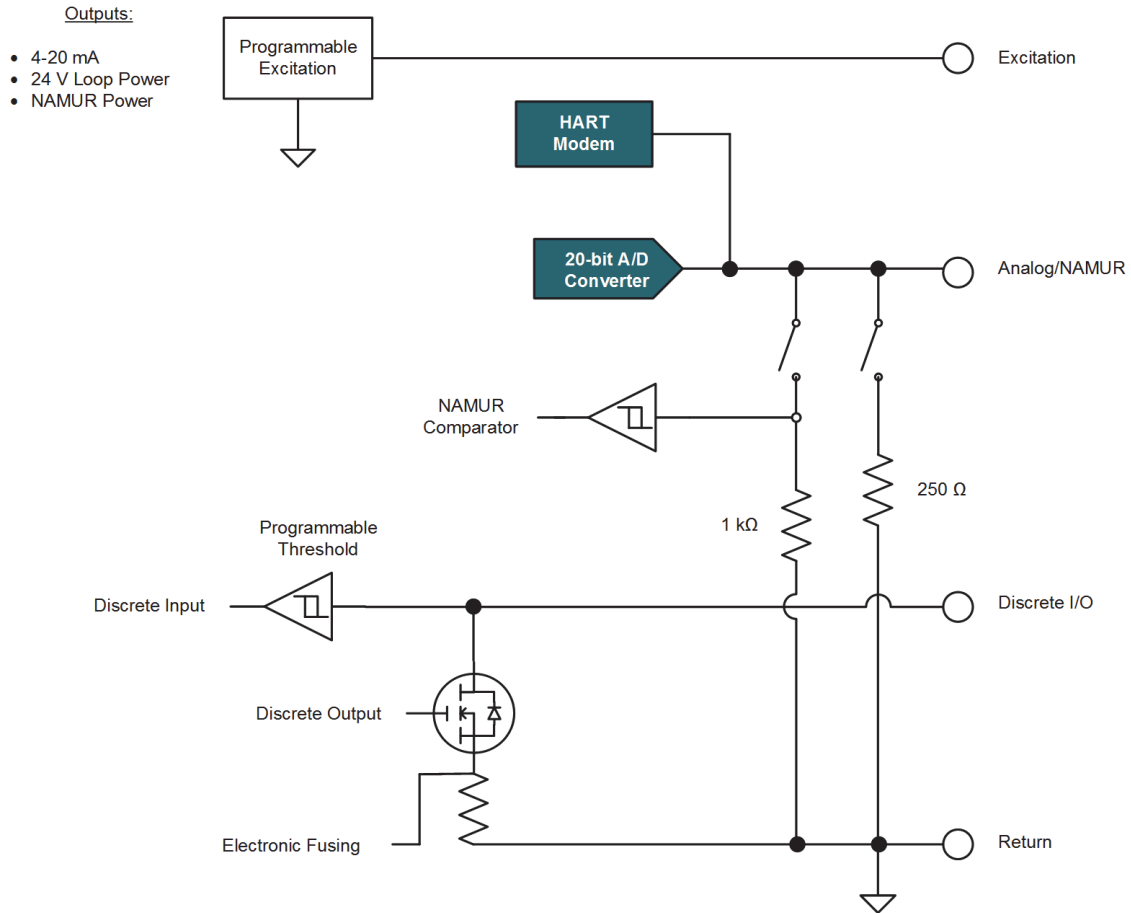 Outputs:
• 4-20 mA
• 24 V Loop Power
• NAMUR Power
Programmable
Excitation
Excitation
HART
Modem
20-bit A/D
Converter
Analog/NAMUR
NAMUR
Comparator
250 Ω
1 kΩ
Programmable
Threshold
Discrete Input
Discrete I/O
Discrete Output
Electronic Fusing
Return